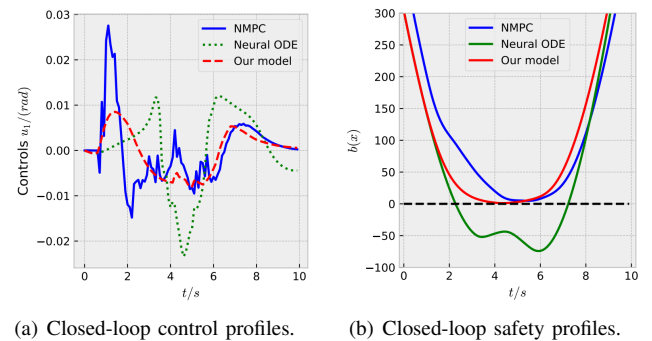 0.03
0.02
0.01
0.00
−0.01
−0.02
Controls u₁/(rad)
NMPC
Neural ODE
Our model
0 2 4 6 8 10
t/s
(a) Closed-loop control profiles.
300
250
200
150
100
50
0
−50
−100
b(x)
NMPC
Neural ODE
Our model
0 2 4 6 8 10
t/s
(b) Closed-loop safety profiles.